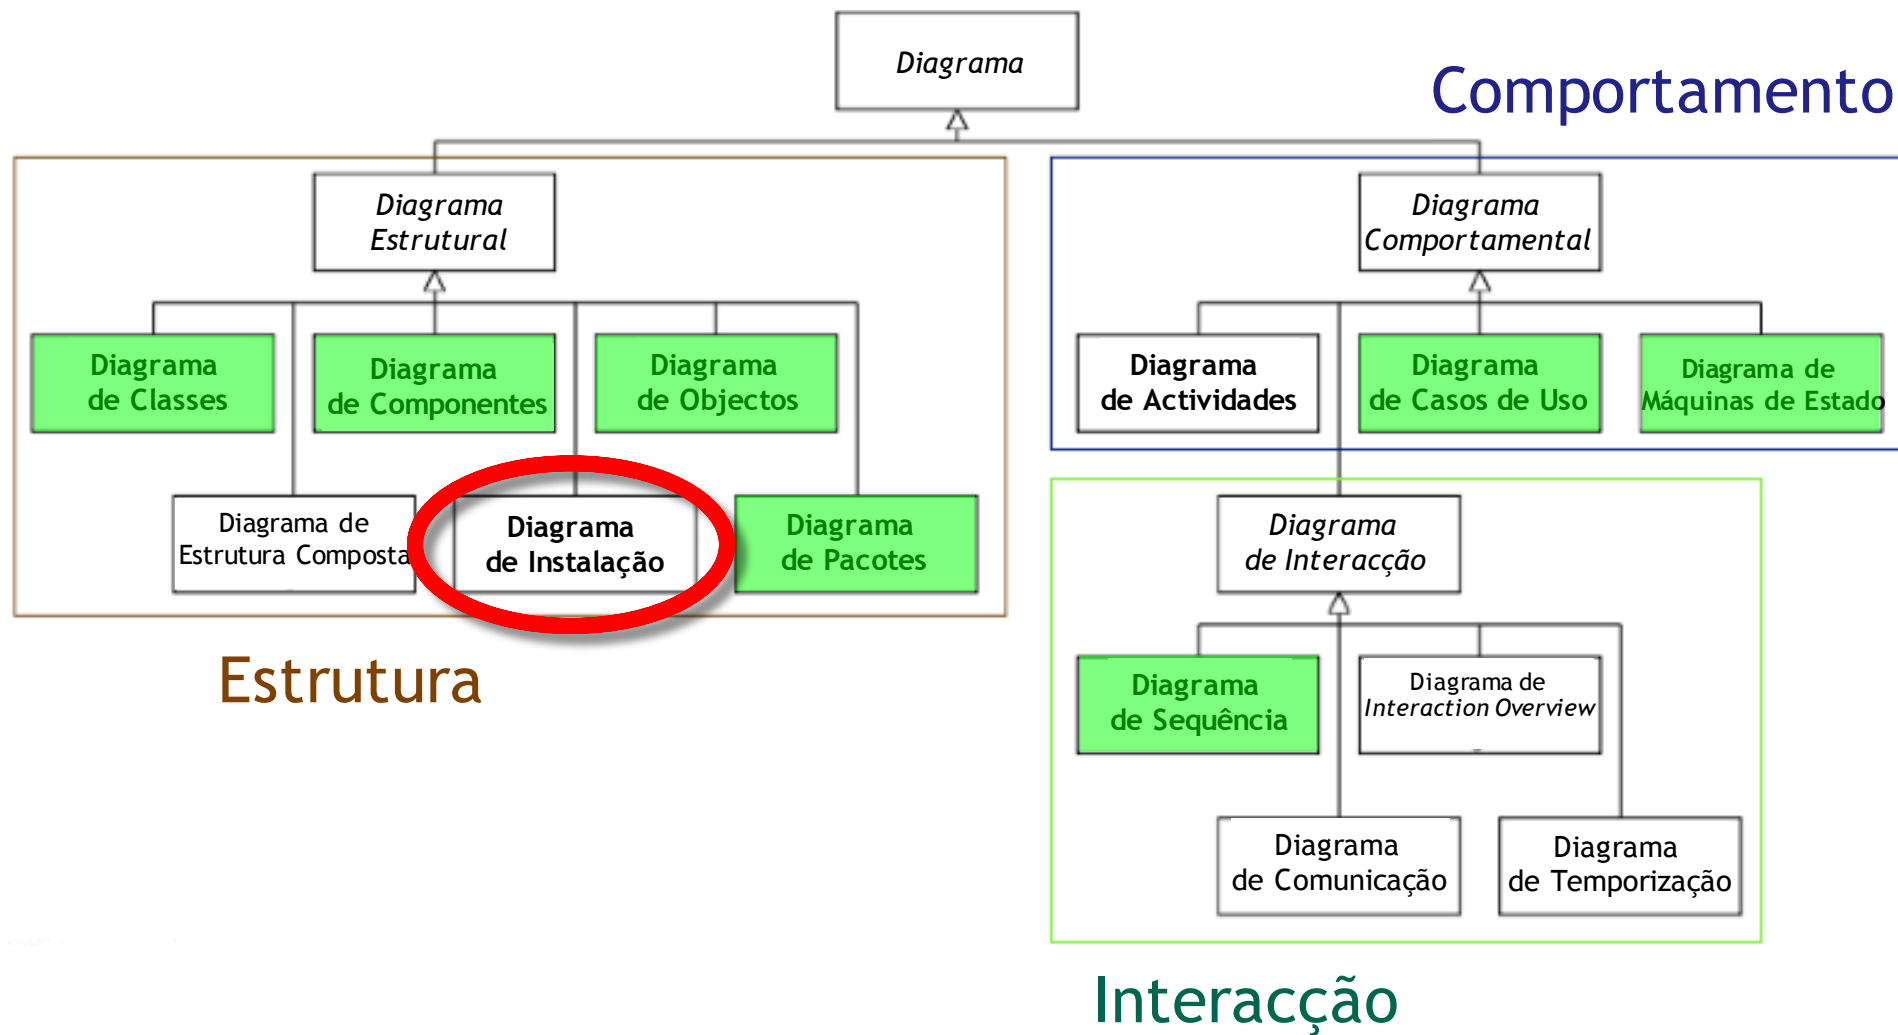 Diagrama
Comportamento
Diagrama
Estrutural
Diagrama
Comportamental
Diagrama
de Classes
Diagrama
de Componentes
Diagrama
de Objectos
Diagrama
de Actividades
Diagrama
de Casos de Uso
Diagrama de
Máquinas de Estado
Diagrama de
Estrutura Composta
Diagrama
de Instalação
Diagrama
de Pacotes
Diagrama
de Interacção
Estrutura
Diagrama
de Sequência
Diagrama de
Interaction Overview
Diagrama
de Comunicação
Diagrama
de Temporização
Interacção